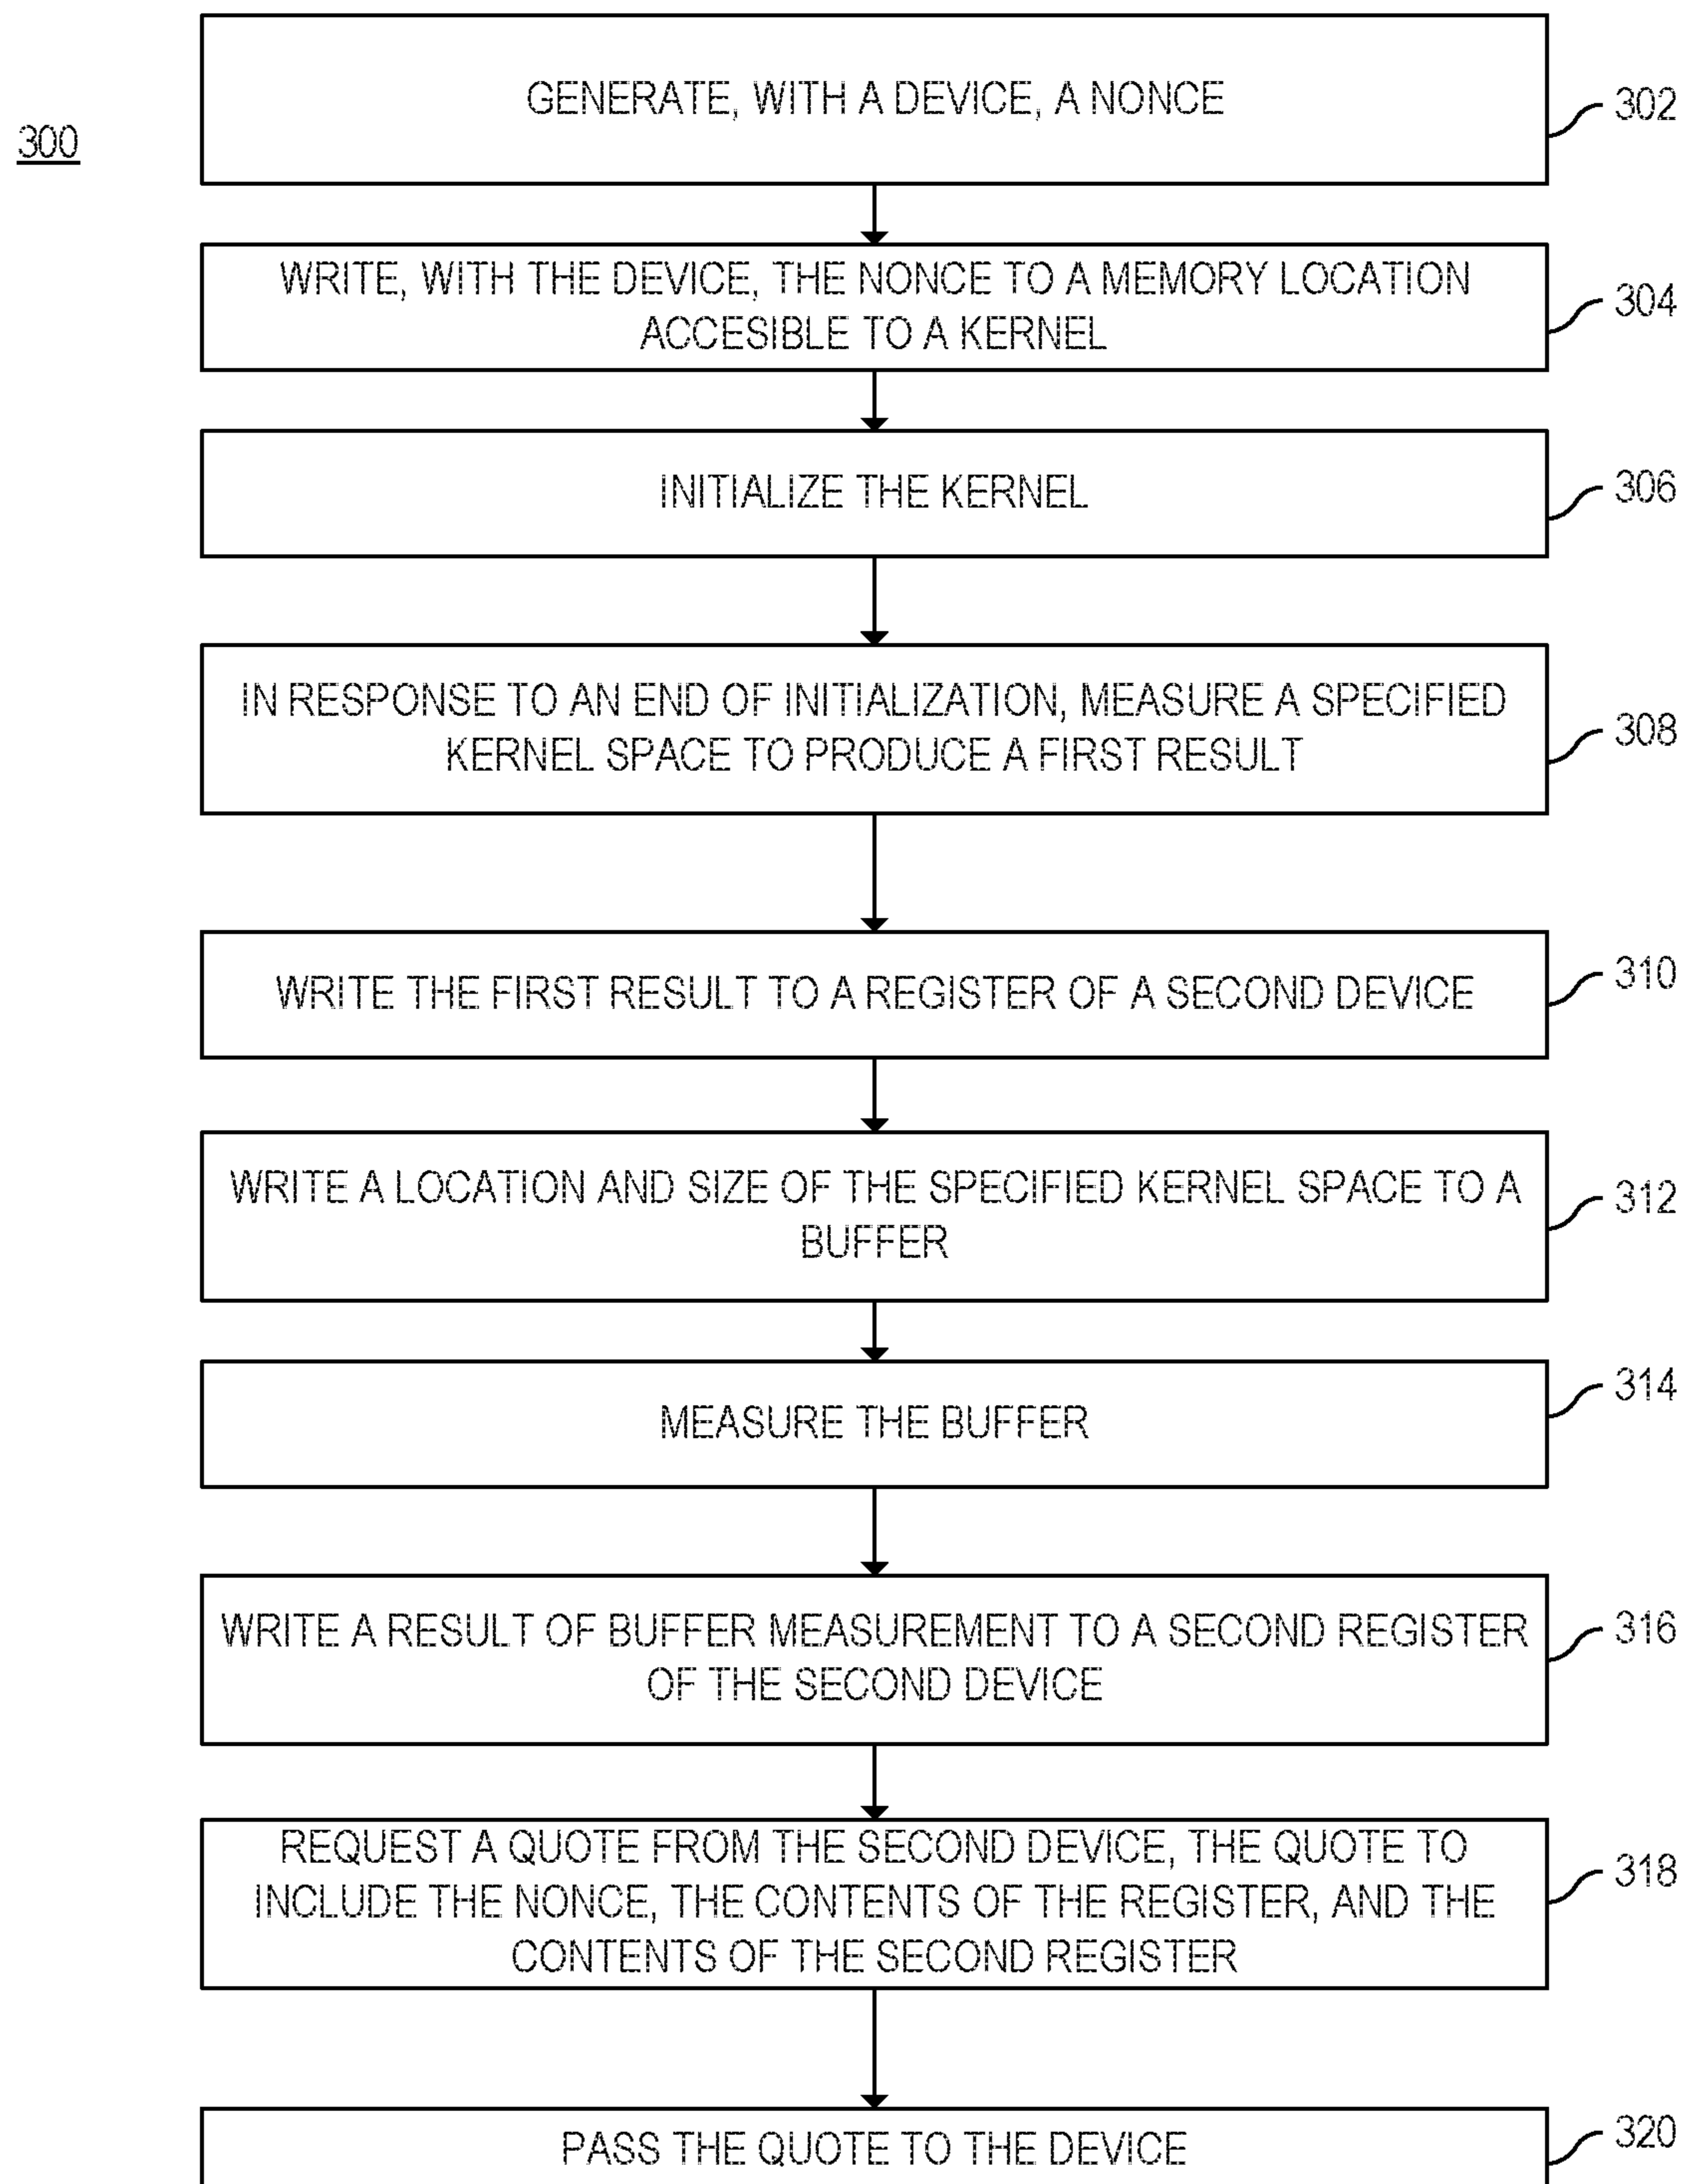 300
GENERATE, WITH A DEVICE, A NONCE
302
WRITE, WITH THE DEVICE, THE NONCE TO A MEMORY LOCATION
ACCESIBLE TO A KERNEL
304
INITIALIZE THE KERNEL
306
IN RESPONSE TO AN END OF INITIALIZATION, MEASURE A SPECIFIED
KERNEL SPACE TO PRODUCE A FIRST RESULT
308
WRITE THE FIRST RESULT TO A REGISTER OF A SECOND DEVICE
310
WRITE A LOCATION AND SIZE OF THE SPECIFIED KERNEL SPACE TO A
BUFFER
312
MEASURE THE BUFFER
314
WRITE A RESULT OF BUFFER MEASUREMENT TO A SECOND REGISTER
OF THE SECOND DEVICE
316
REQUEST A QUOTE FROM THE SECOND DEVICE, THE QUOTE TO
INCLUDE THE NONCE, THE CONTENTS OF THE REGISTER, AND THE
CONTENTS OF THE SECOND REGISTER
318
PASS THE QUOTE TO THE DEVICE
320